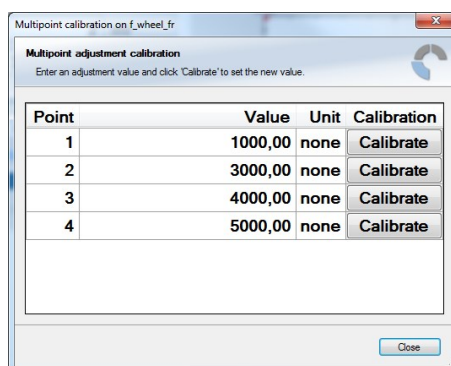 Multipoint calibration on f_wheel_fr
Multipoint adjustment calibration
Enter an adjustment value and click 'Calibrate' to set the new value.
Point Value Unit Calibration
1 1000,00 none Calibrate
2 3000,00 none Calibrate
3 4000,00 none Calibrate
4 5000,00 none Calibrate
Close